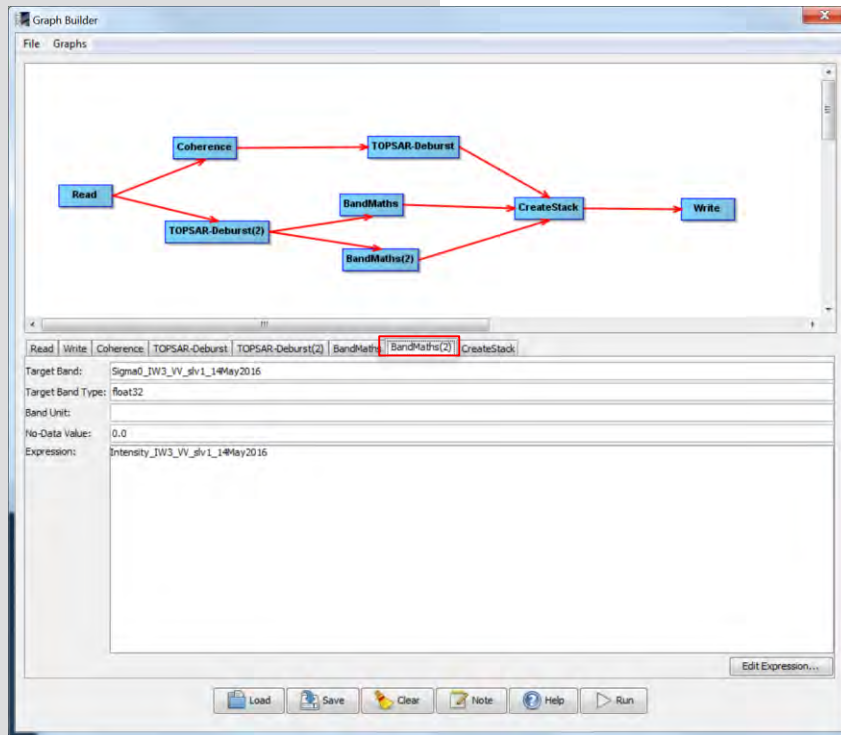 Graph Builder
File Graphs
Coherence
TOPSAR-Deburst
Read
BandMaths
CreateStack
Write
TOPSAR-Deburst(2)
BandMaths(2)
Read Write Coherence TOPSAR-Deburst TOPSAR-Deburst(2) BandMaths BandMaths(2) CreateStack
Target Band: Sigma0_IW3_VV_slv1_14May2016
Target Band Type: float32
Band Unit:
No-Data Value: 0.0
Expression: Intensity_IW3_VV_slv1_14May2016
Edit Expression...
Load Save Clear Note Help Run